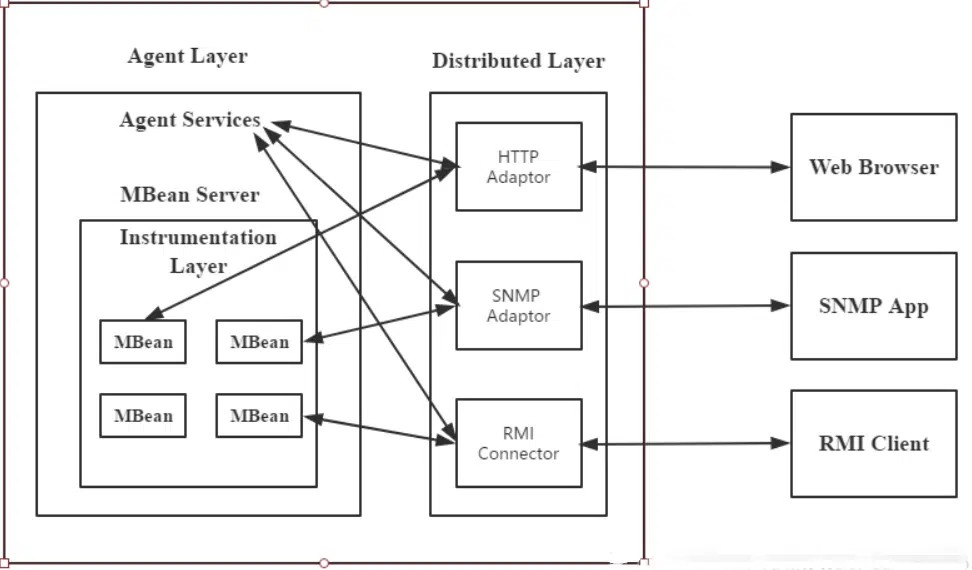 Agent Layer
Distributed Layer
Agent Services
MBean Server
Instrumentation
Layer
MBean
MBean
MBean
MBean
HTTP
Adaptor
SNMP
Adaptor
RMI
Connector
Web Browser
SNMP App
RMI Client